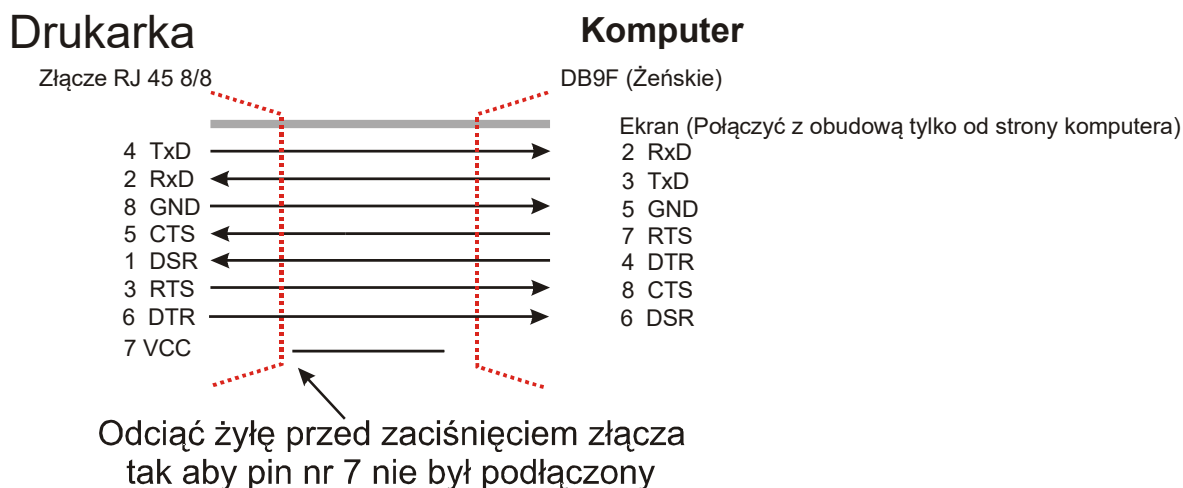 Drukarka
Komputer
Złącze RJ 45 8/8
DB9F (Żeńskie)
Ekran (Połączyć z obudową tylko od strony komputera)
4 TxD
2 RxD
2 RxD
3 TxD
8 GND
5 GND
5 CTS
7 RTS
1 DSR
4 DTR
3 RTS
8 CTS
6 DTR
6 DSR
7 VCC
Odciąć żyłę przed zaciśnięciem złącza
tak aby pin nr 7 nie był podłączony